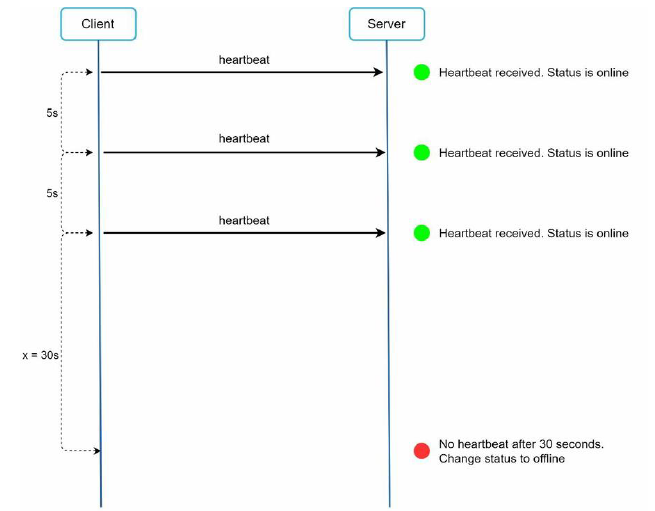 Client
Server
heartbeat
Heartbeat received. Status is online
5s
heartbeat
Heartbeat received. Status is online
5s
heartbeat
Heartbeat received. Status is online
x = 30s
No heartbeat after 30 seconds.
Change status to offline